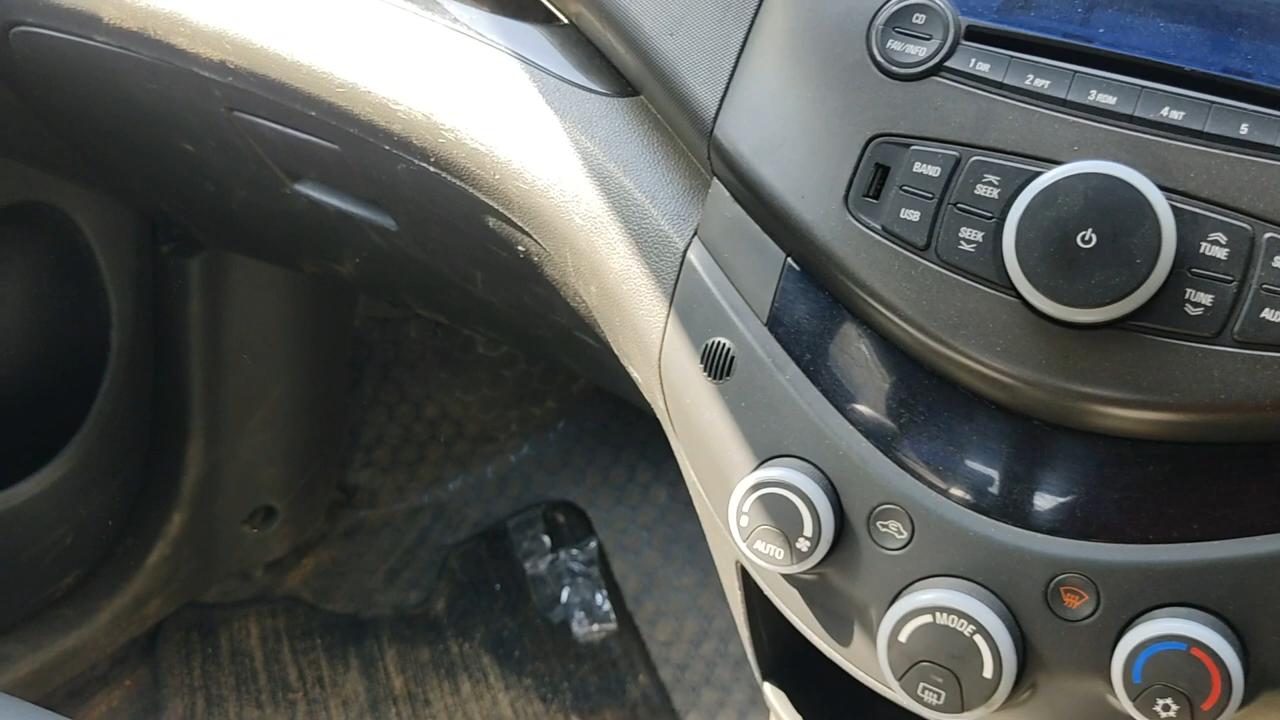 CD
FAV/INFO
1 DIR
2 RPT
3 RDM
4 INT
5
BAND
USB
SEEK
SEEK
TUNE
TUNE
AUTO
MODE